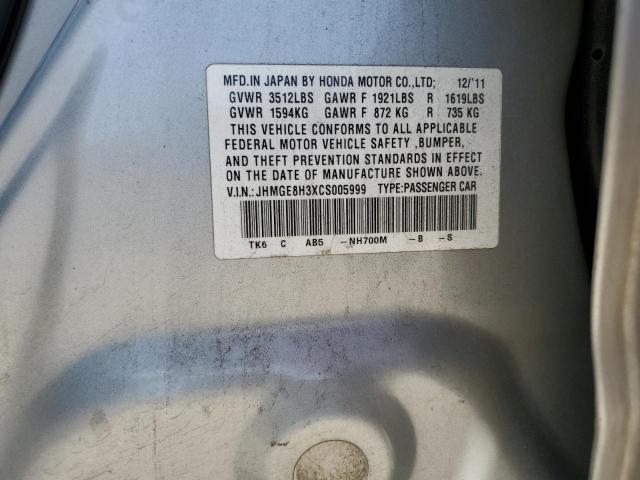 MFD.IN JAPAN BY HONDA MOTOR CO.,LTD; 12/'11
GVWR 3512LBS GAWR F 1921LBS R 1619LBS
GVWR 1594KG GAWR F 872 KG R 735 KG
THIS VEHICLE CONFORMS TO ALL APPLICABLE
FEDERAL MOTOR VEHICLE SAFETY ,BUMPER,
AND THEFT PREVENTION STANDARDS IN EFFECT
ON THE DATE OF MANUFACTURE SHOWN ABOVE.
V.I.N.:JHMGE8H3XCS005999 TYPE:PASSENGER CAR
TK6 C AB5 -NH700M -B -S